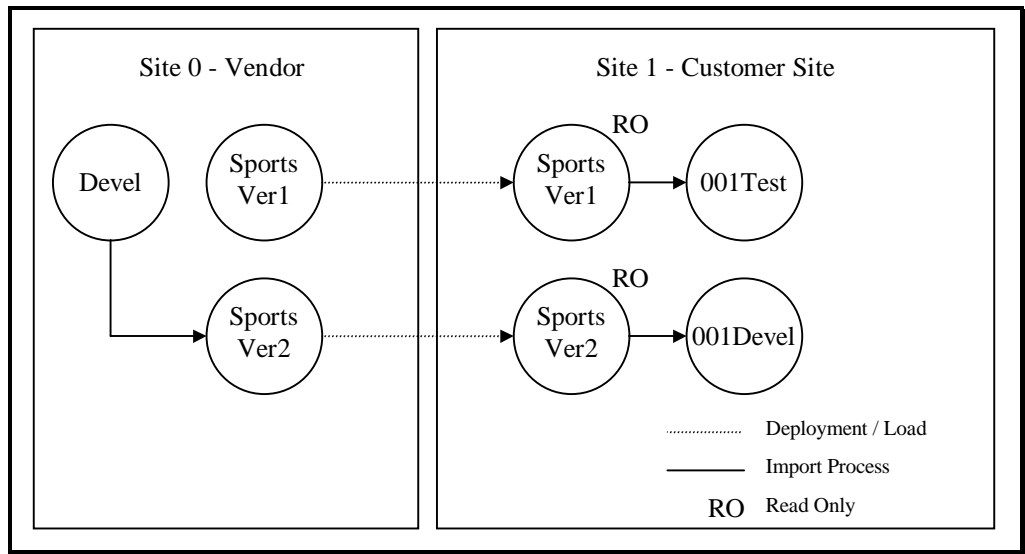 Site 0 - Vendor
Devel
Sports
Ver1
Sports
Ver2
Site 1 - Customer Site
RO
Sports
Ver1
001Test
RO
Sports
Ver2
001Devel
Deployment / Load
Import Process
RO Read Only